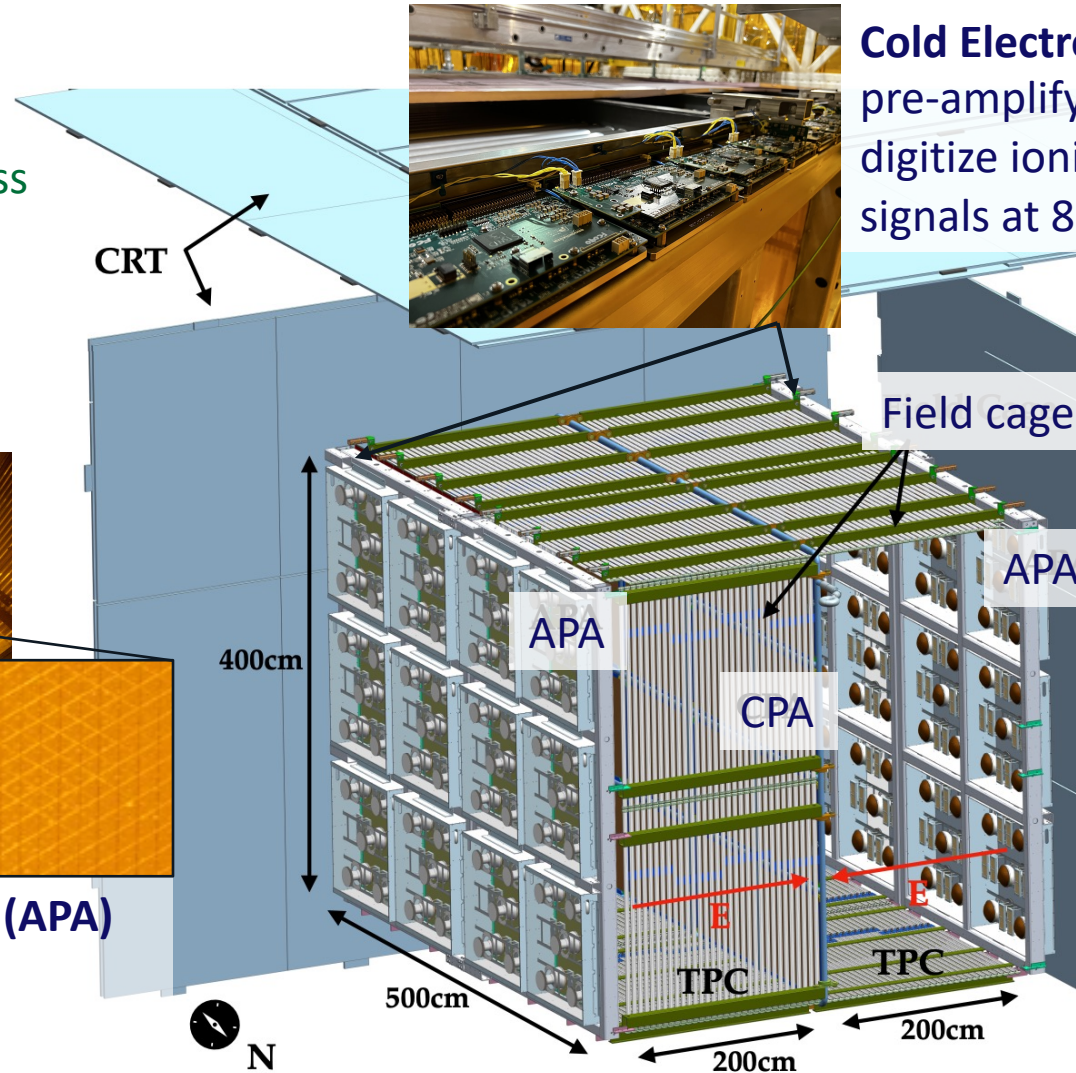 Cold Electr
pre-amplify
digitize ioni
signals at 8
ss
CRT
Field cage
APA
APA
400cm
CPA
(APA)
E
E
TPC
TPC
500cm
200cm
200cm
N